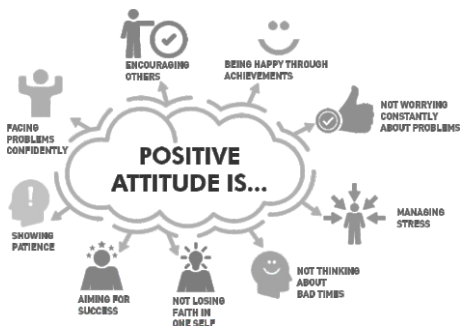 ENCOURAGING
OTHERS
BEING HAPPY THROUGH
ACHIEVEMENTS
NOT WORRYING
CONSTANTLY
ABOUT PROBLEMS
FACING
PROBLEMS
CONFIDENTLY
POSITIVE
ATTITUDE IS...
MANAGING
STRESS
SHOWING
PATIENCE
NOT THINKING
ABOUT
BAD TIMES
AIMING FOR
SUCCESS
NOT LOSING
FAITH IN
ONE SELF